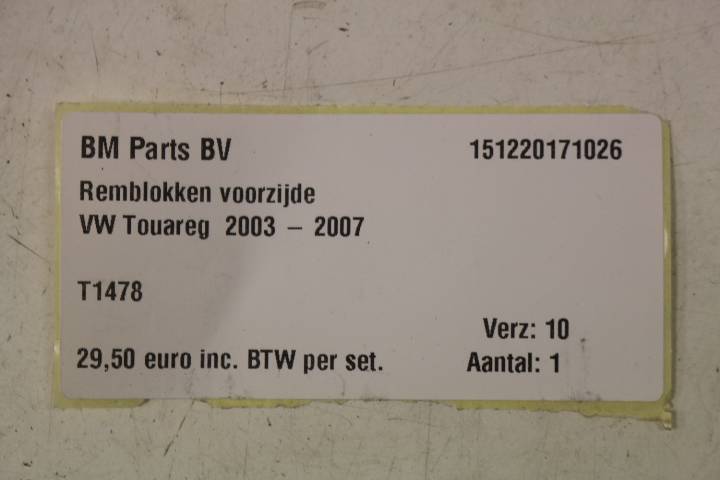 BM Parts BV 151220171026
Remblokken voorzijde
VW Touareg 2003 – 2007
T1478
Verz: 10
29,50 euro inc. BTW per set. Aantal: 1